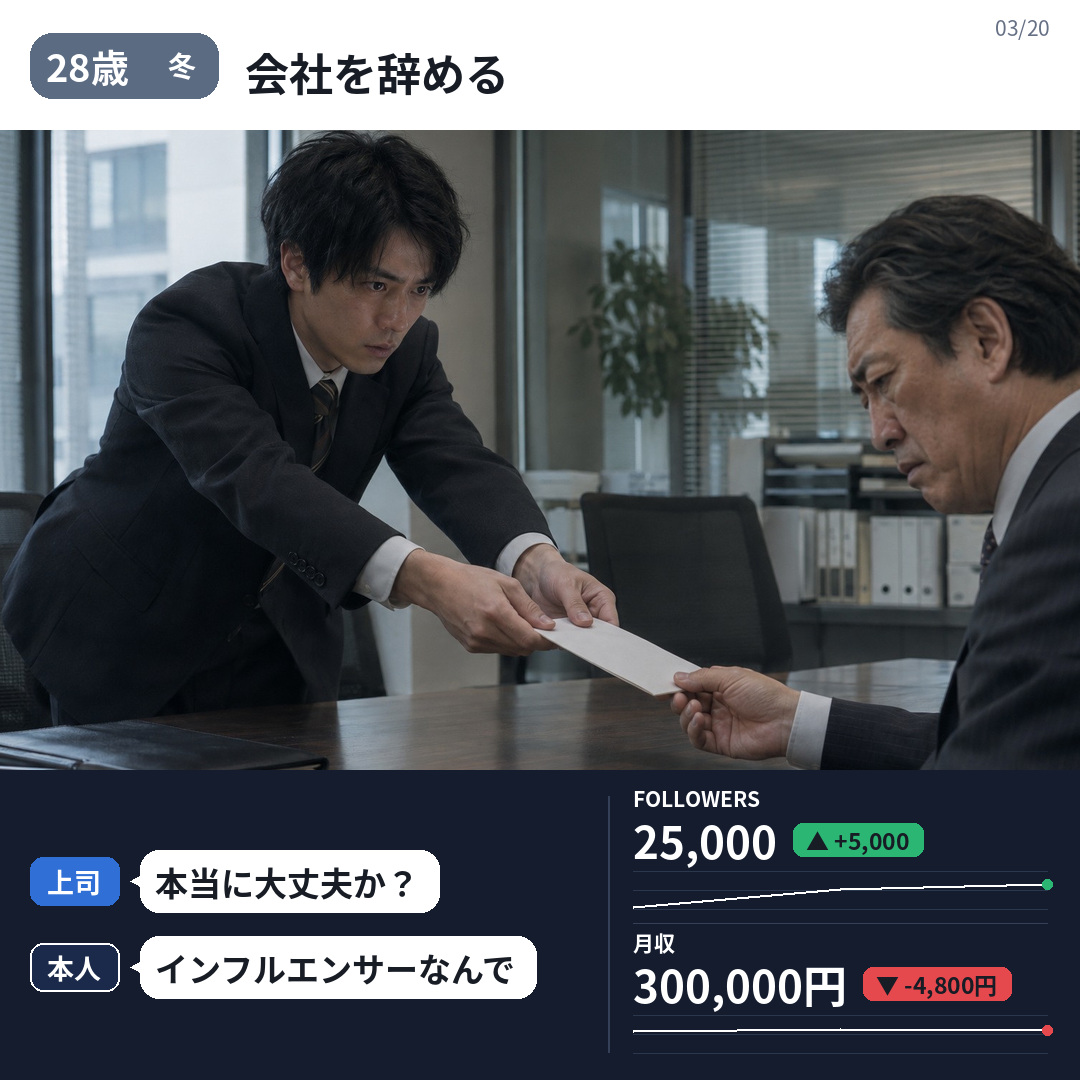 28歳 冬
会社を辞める
03/20
上司
本当に大丈夫か？
本人
インフルエンサーなんで
FOLLOWERS
25,000
▲ +5,000
月収
300,000円
▼ -4,800円